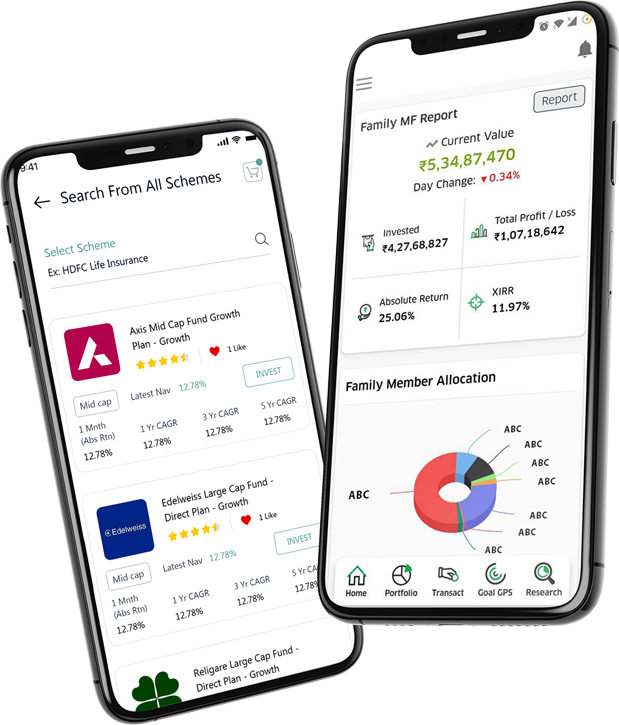 9:41
Search From All Schemes
Select Scheme
Ex: HDFC Life Insurance
Axis Mid Cap Fund Growth
Plan - Growth
1 Like
Mid cap
Latest Nav 12.78%
INVEST
1 Mnth
(Abs Rtn)
12.78%
1 Yr CAGR
12.78%
3 Yr CAGR
12.78%
5 Yr CAGR
12.78%
Edelweiss
Edelweiss Large Cap Fund -
Direct Plan - Growth
1 Like
Mid cap
Latest Nav 12.78%
INVEST
1 Mnth
(Abs Rtn)
12.78%
1 Yr CAGR
12.78%
3 Yr CAGR
12.78%
5 Yr CA
12.78%
Religare Large Cap Fund -
Direct Plan - Growth
Family MF Report
Report
Current Value
₹5,34,87,470
Day Change: ▼0.34%
Invested
₹4,27,68,827
Total Profit / Loss
₹1,07,18,642
Absolute Return
25.06%
XIRR
11.97%
Family Member Allocation
ABC
ABC
ABC
ABC
ABC
ABC
ABC
Home
Portfolio
Transact
Goal GPS
Research